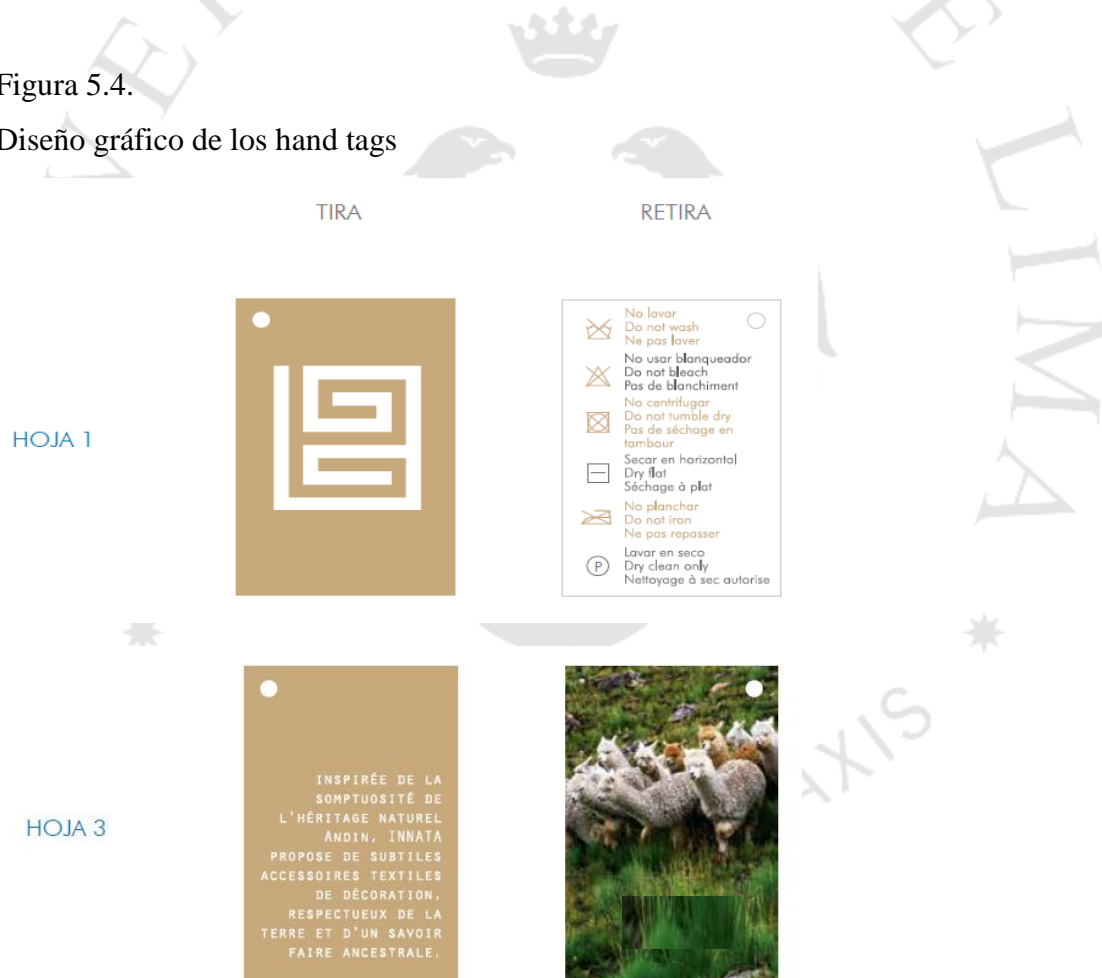 Figura 5.4.
Diseño gráfico de los hand tags
TIRA
RETIRA
HOJA 1
No lavar
Do not wash
Ne pas laver
No usar blanqueador
Do not bleach
Pas de blanchiment
No centrifugar
Do not tumble dry
Pas de séchage en
tambour
Secar en horizontal
Dry flat
Séchage à plat
No planchar
Do not iron
Ne pas repasser
P
Lavar en seco
Dry clean only
Nettoyage à sec autorise
HOJA 3
INSPIRÉE DE LA
SOMPTUOSITÉ DE
L'HÉRITAGE NATUREL
ANDIN, INNATA
PROPOSE DE SUBTILES
ACCESSOIRES TEXTILES
DE DÉCORATION,
RESPECTUEUX DE LA
TERRE ET D'UN SAVOIR
FAIRE ANCESTRALE.
LIMA